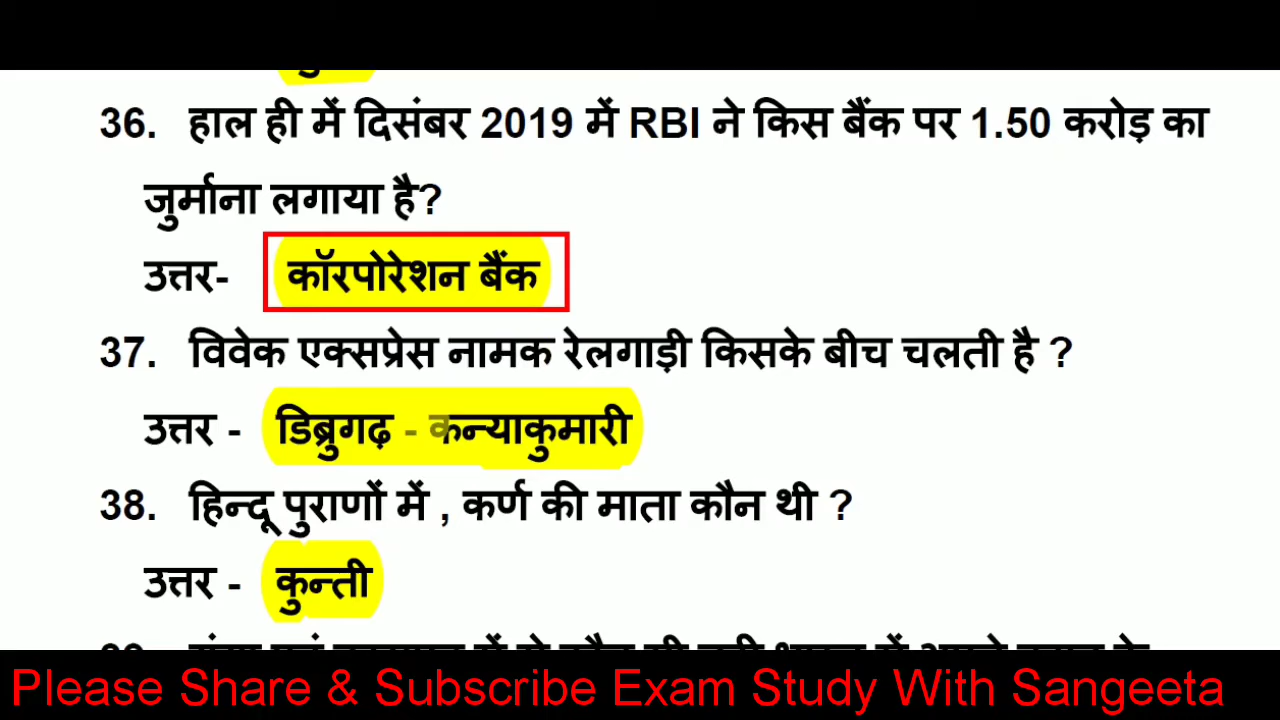 36. हाल ही में दिसंबर 2019 में RBI ने किस बैंक पर 1.50 करोड़ का
जुर्माना लगाया है?
उत्तर- कॉरपोरेशन बैंक
37. विवेक एक्सप्रेस नामक रेलगाड़ी किसके बीच चलती है ?
उत्तर - डिब्रुगढ़ - कन्याकुमारी
38. हिन्दू पुराणों में , कर्ण की माता कौन थी ?
उत्तर - कुन्ती
Please Share & Subscribe Exam Study With Sangeeta